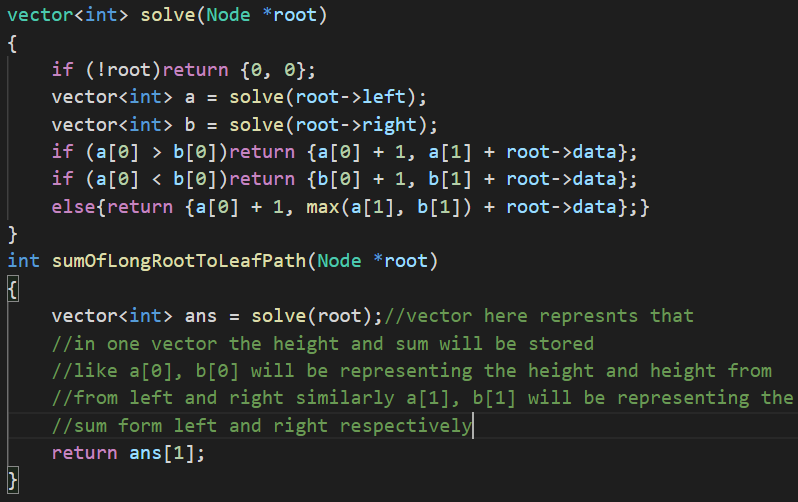 vector<int> solve(Node *root)
{
    if (!root)return {0, 0};
    vector<int> a = solve(root->left);
    vector<int> b = solve(root->right);
    if (a[0] > b[0])return {a[0] + 1, a[1] + root->data};
    if (a[0] < b[0])return {b[0] + 1, b[1] + root->data};
    else{return {a[0] + 1, max(a[1], b[1]) + root->data};}
}
int sumOfLongRootToLeafPath(Node *root)
{
    vector<int> ans = solve(root);//vector here represnts that
    //in one vector the height and sum will be stored
    //like a[0], b[0] will be representing the height and height from
    //from left and right similarly a[1], b[1] will be representing the
    //sum form left and right respectively
    return ans[1];
}